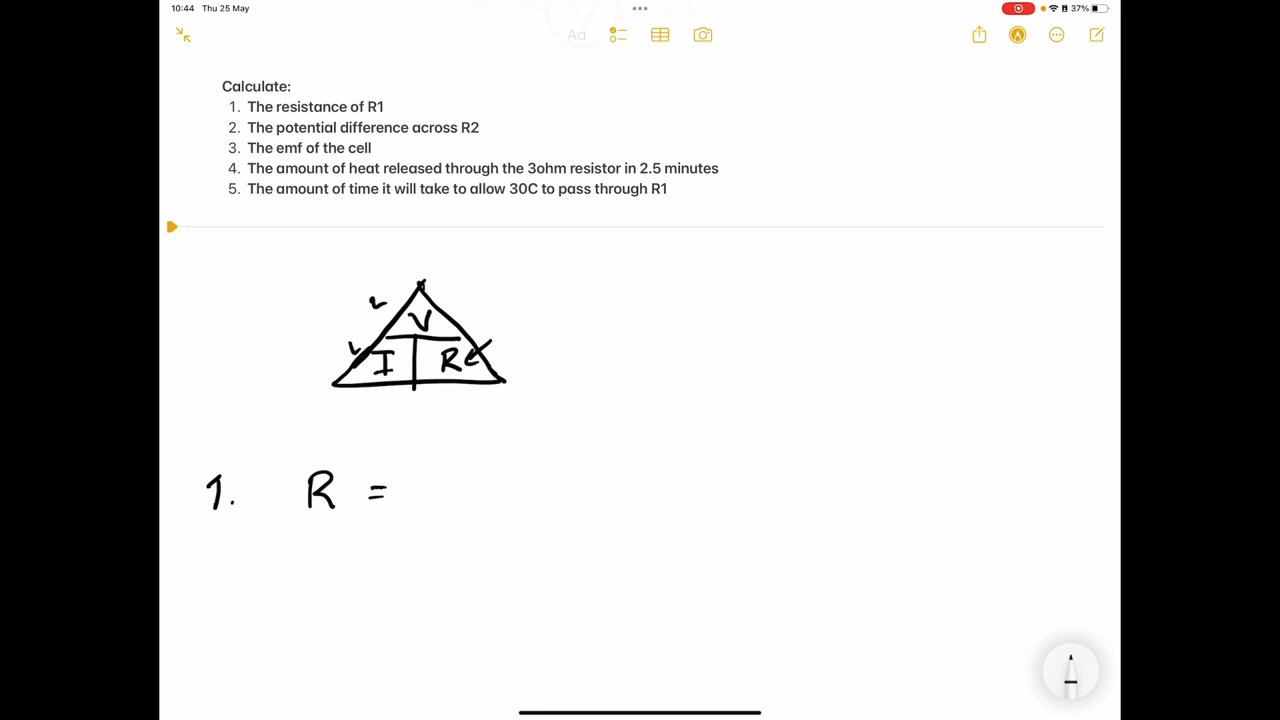 10:44 Thu 25 May
37%
Aa
Calculate:
1. The resistance of R1
2. The potential difference across R2
3. The emf of the cell
4. The amount of heat released through the 3ohm resistor in 2.5 minutes
5. The amount of time it will take to allow 30C to pass through R1
V
I R
1. R =